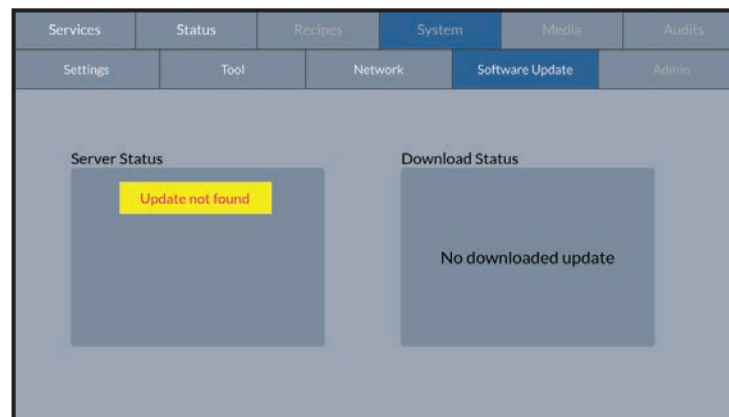 Services Status Recipes System Media Audits
Settings Tool Network Software Update Admin
Server Status Download Status
Update not found
No downloaded update